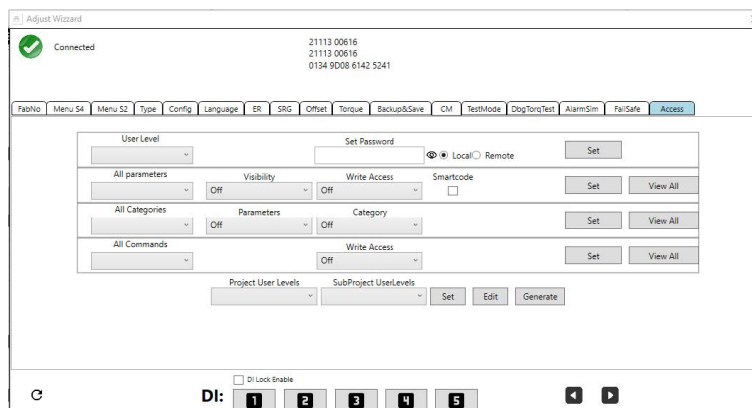 Adjust Wizzard
Connected
21113 00616
21113 00616
0134 9D08 6142 5241
FabNo Menu S4 Menu S2 Type Config Language ER SRG Offset Torque Backup&Save CM TestMode DbgTorqTest AlarmSim FailSafe Access
User Level Set Password
Local Remote Set
All parameters Visibility Write Access Smartcode
Off Off Set View All
All Categories Parameters Category
Off Off Set View All
All Commands Write Access
Off Set View All
Project User Levels SubProject UserLevels
Set Edit Generate
DI Lock Enable
DI: 1 2 3 4 5